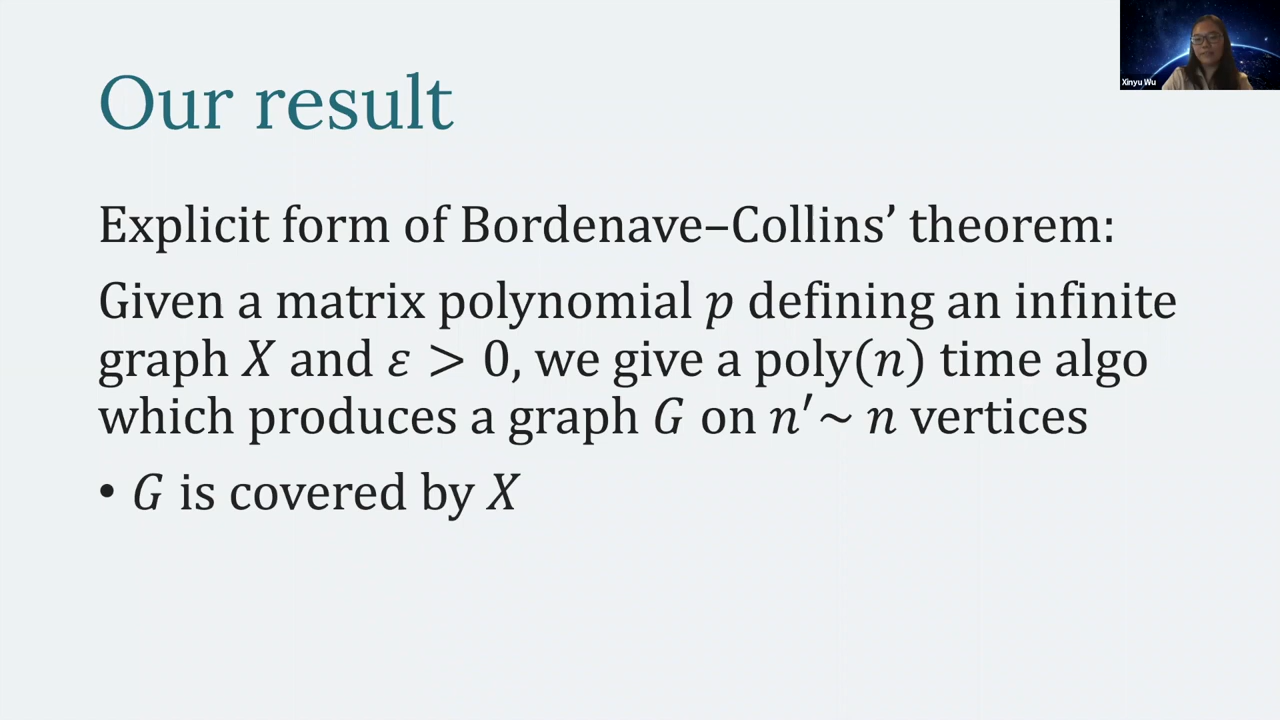 Our result
Xinyu Wu
Explicit form of Bordenave–Collins’ theorem:
Given a matrix polynomial p defining an infinite
graph X and ε > 0, we give a poly(n) time algo
which produces a graph G on n′~ n vertices
• G is covered by X